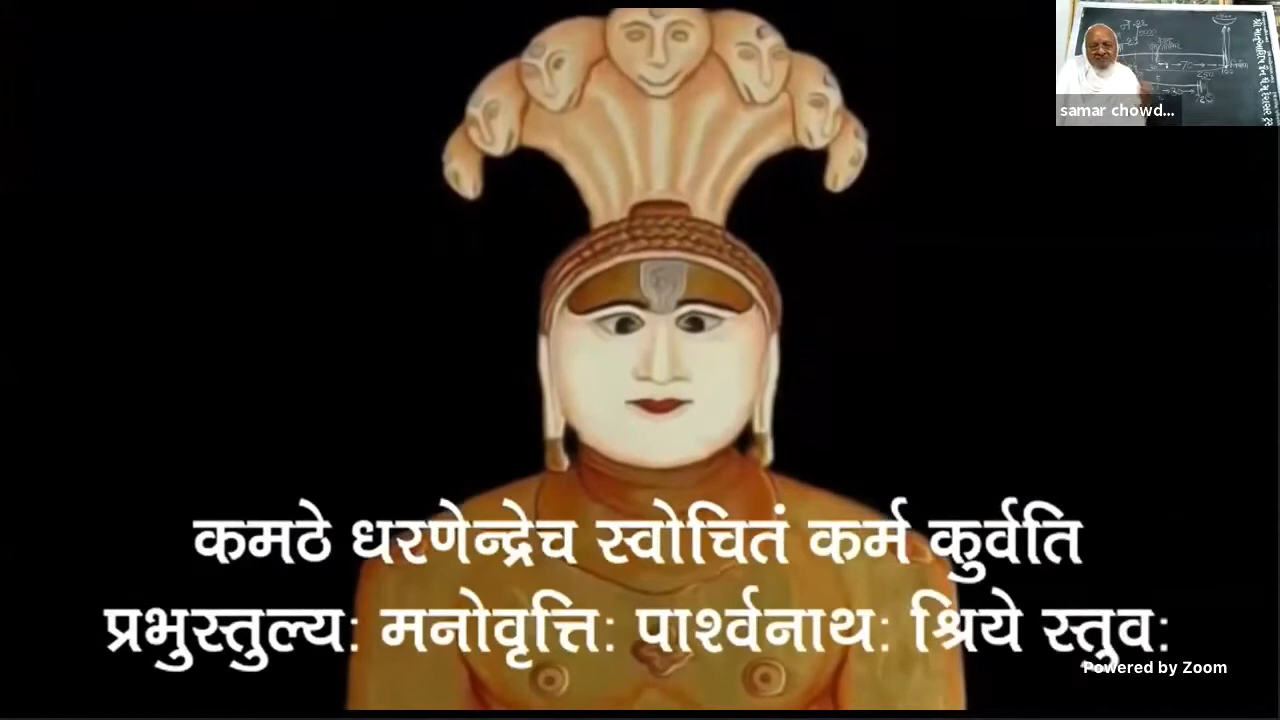 कमठे धरणेन्द्रेच स्वोचितं कर्म कुर्वति
प्रभुस्तुल्य: मनोवृत्ति: पार्श्वनाथ: श्रिये स्तुव:
samar chowd...
Powered by Zoom